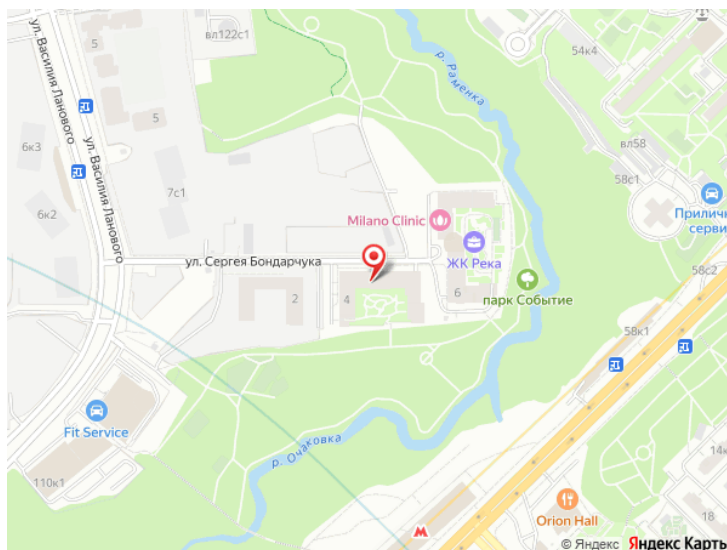 5
вл122с1
54к4
ул. Василия Ланового
р. Раменка
5
6к3
вл58
58с1
ул. Василия Ланового
7с1
Приличн
серви
6к2
Milano Clinic
ул. Сергея Бондарчука
ЖК Река
58с2
2
4
6
парк Событие
58к1
Fit Service
р. Очаковка
110к1
14к
18
Orion Hall
М
© Яндекс Яндекс Карты